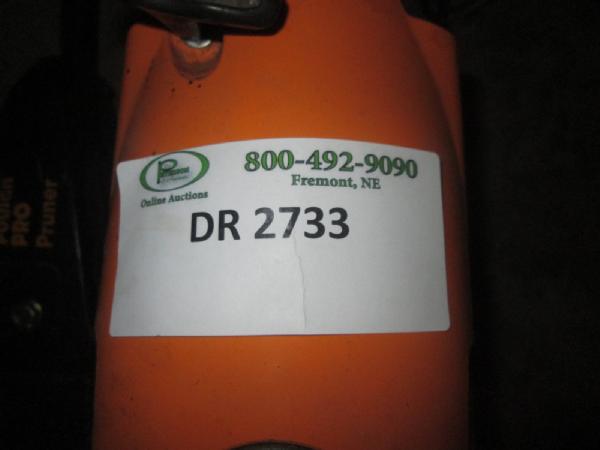 800-492-9090
Fremont, NE
Online Auctions
DR 2733
PRO
Pruner